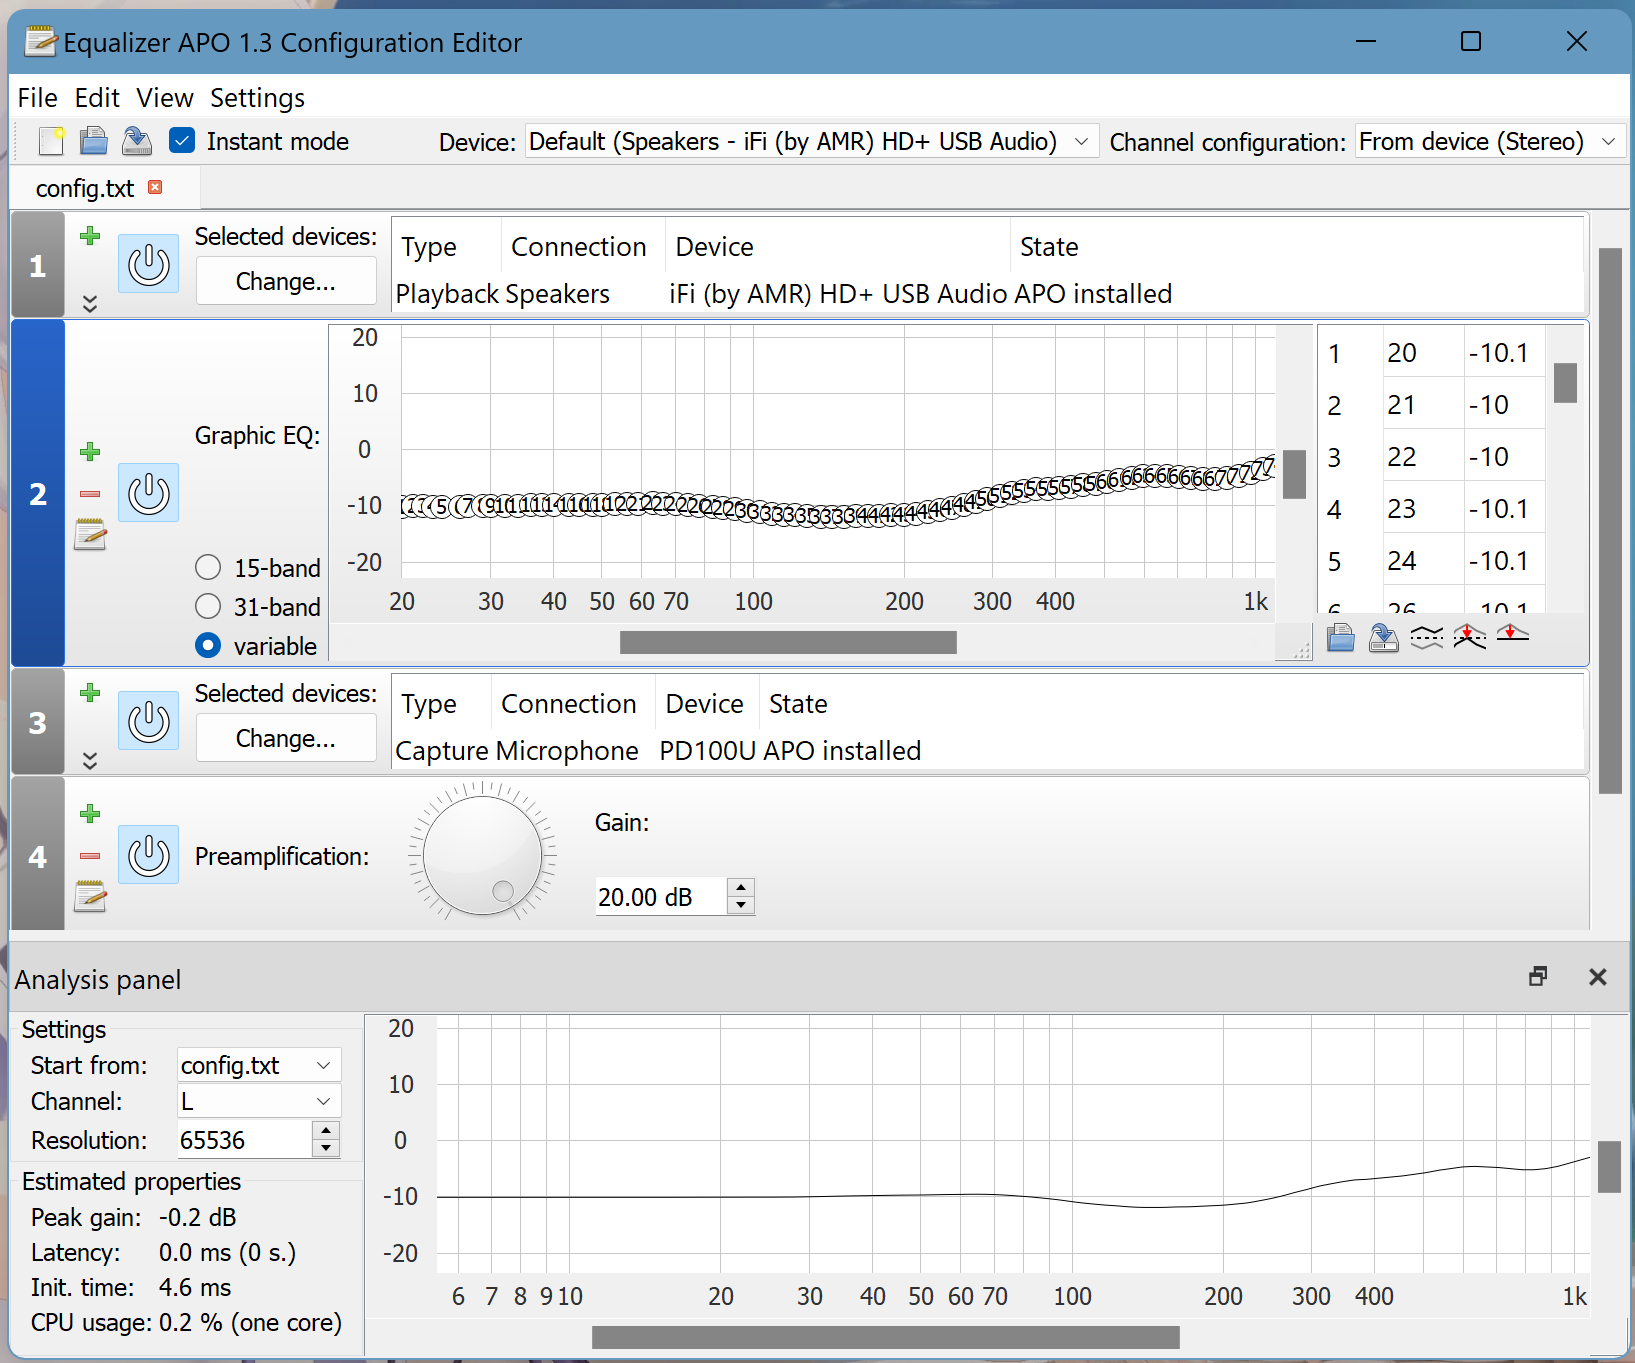 Equalizer APO 1.3 Configuration Editor
File Edit View Settings
Instant mode Device: Default (Speakers - iFi (by AMR) HD+ USB Audio) Channel configuration: From device (Stereo)
config.txt
1
Selected devices:
Change...
Type Connection Device State
Playback Speakers iFi (by AMR) HD+ USB Audio APO installed
2
Graphic EQ:
15-band
31-band
variable
20
10
0
-10
-20
20 30 40 50 60 70 100 200 300 400 1k
1 20 -10.1
2 21 -10
3 22 -10
4 23 -10.1
5 24 -10.1
6 26 -10.1
3
Selected devices:
Change...
Type Connection Device State
Capture Microphone PD100U APO installed
4
Preamplification:
Gain:
20.00 dB
Analysis panel
Settings
Start from: config.txt
Channel: L
Resolution: 65536
Estimated properties
Peak gain: -0.2 dB
Latency: 0.0 ms (0 s.)
Init. time: 4.6 ms
CPU usage: 0.2 % (one core)
20
10
0
-10
-20
6 7 8 9 10 20 30 40 50 60 70 100 200 300 400 1k